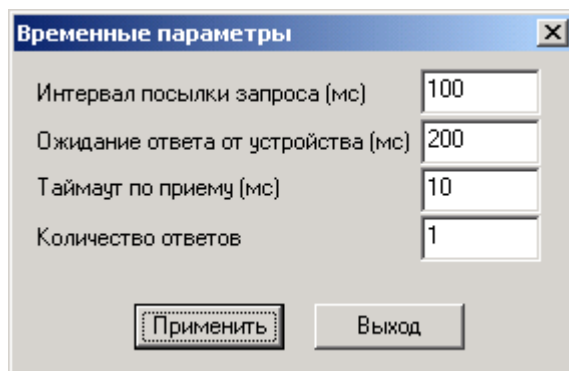 Временные параметры
Интервал посылки запроса (мс) 100
Ожидание ответа от устройства (мс) 200
Таймаут по приему (мс) 10
Количество ответов 1
Применить Выход